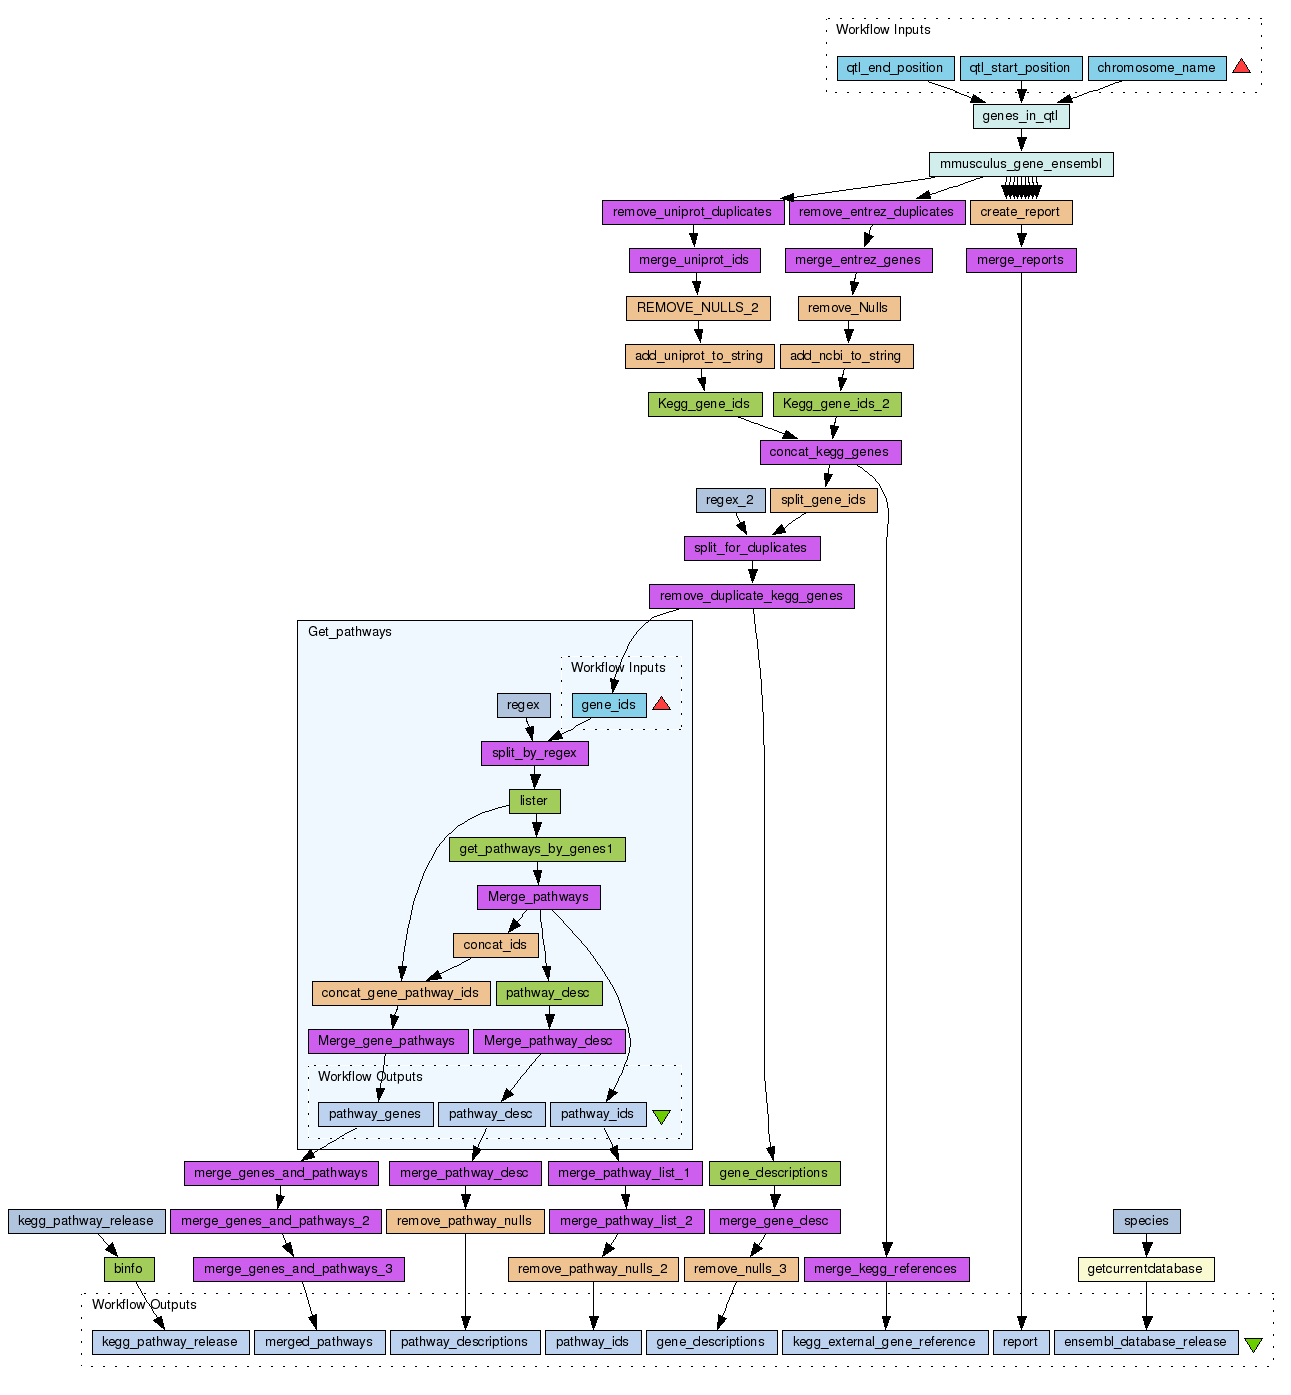 Workflow Inputs
qtl_end_position
qtl_start_position
chromosome_name
genes_in_qtl
mmusculus_gene_ensembl
remove_uniprot_duplicates
remove_entrez_duplicates
create_report
merge_uniprot_ids
merge_entrez_genes
merge_reports
REMOVE_NULLS_2
remove_Nulls
add_uniprot_to_string
add_ncbi_to_string
Kegg_gene_ids
Kegg_gene_ids_2
concat_kegg_genes
regex_2
split_gene_ids
split_for_duplicates
remove_duplicate_kegg_genes
Get_pathways
Workflow Inputs
regex
gene_ids
split_by_regex
lister
get_pathways_by_genes1
Merge_pathways
concat_ids
concat_gene_pathway_ids
pathway_desc
Merge_gene_pathways
Merge_pathway_desc
Workflow Outputs
pathway_genes
pathway_desc
pathway_ids
merge_genes_and_pathways
merge_pathway_desc
merge_pathway_list_1
gene_descriptions
kegg_pathway_release
merge_genes_and_pathways_2
remove_pathway_nulls
merge_pathway_list_2
merge_gene_desc
species
binfo
merge_genes_and_pathways_3
remove_pathway_nulls_2
remove_nulls_3
merge_kegg_references
getcurrentdatabase
Workflow Outputs
kegg_pathway_release
merged_pathways
pathway_descriptions
pathway_ids
gene_descriptions
kegg_external_gene_reference
report
ensembl_database_release